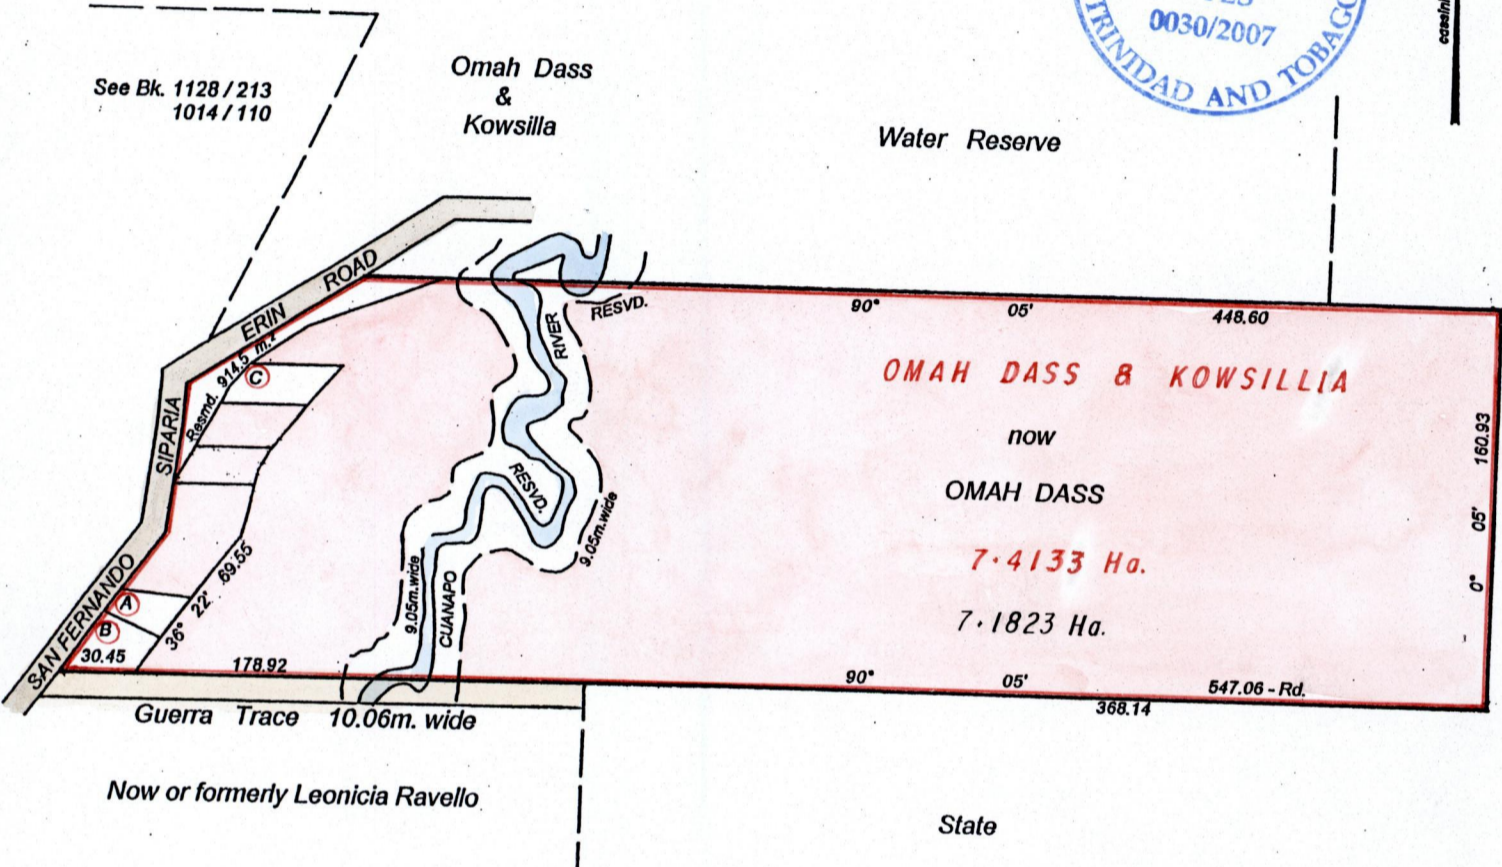 0030/2007
TRINIDAD AND TOBAGO
See Bk. 1128 / 213
1014 / 110
Omah Dass
&
Kowsilla
Water Reserve
SAN FERNANDO SIPARIA ERIN ROAD
RESVD.
RIVER
90° 05' 448.60
Resmd. 914.5 m.²
C
OMAH DASS & KOWSILLIA
now
OMAH DASS
7.4133 Ha.
7.1823 Ha.
0° 05' 160.93
RESVD.
9.05m.wide
9.05m.wide
CUANAPO
36° 22' 69.55
A
B
30.45
178.92
90° 05' 547.06 - Rd.
368.14
Guerra Trace 10.06m. wide
Now or formerly Leonicia Ravello
State